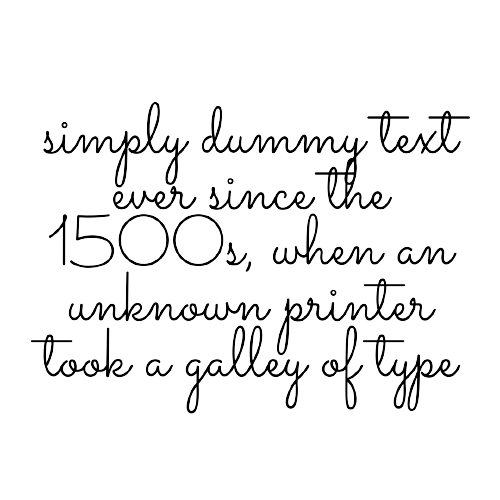 simply dummy text
ever since the
1500s, when an
unknown printer
took a galley of type